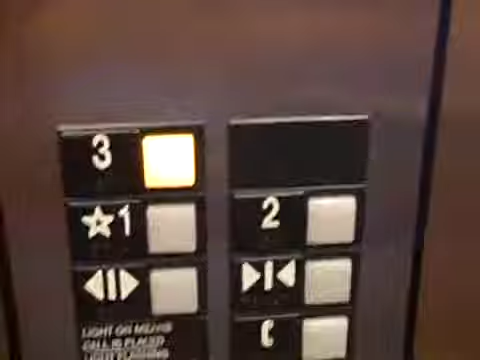 3
☆1
2
LIGHT ON MEANS
CALL IS PLACED
LIGHT FLASHING